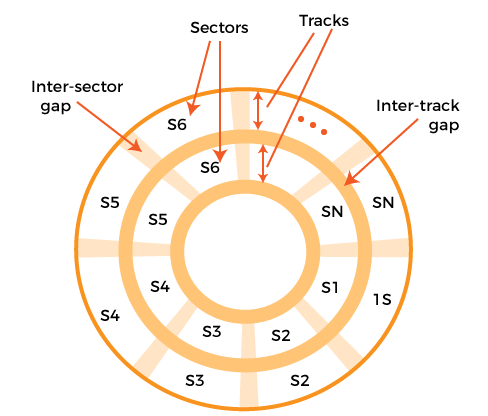 Sectors
Tracks
Inter-sector
gap
Inter-track
gap
S6
S6
S5
S5
SN
SN
S4
S4
S1
1S
S3
S2
S3
S2